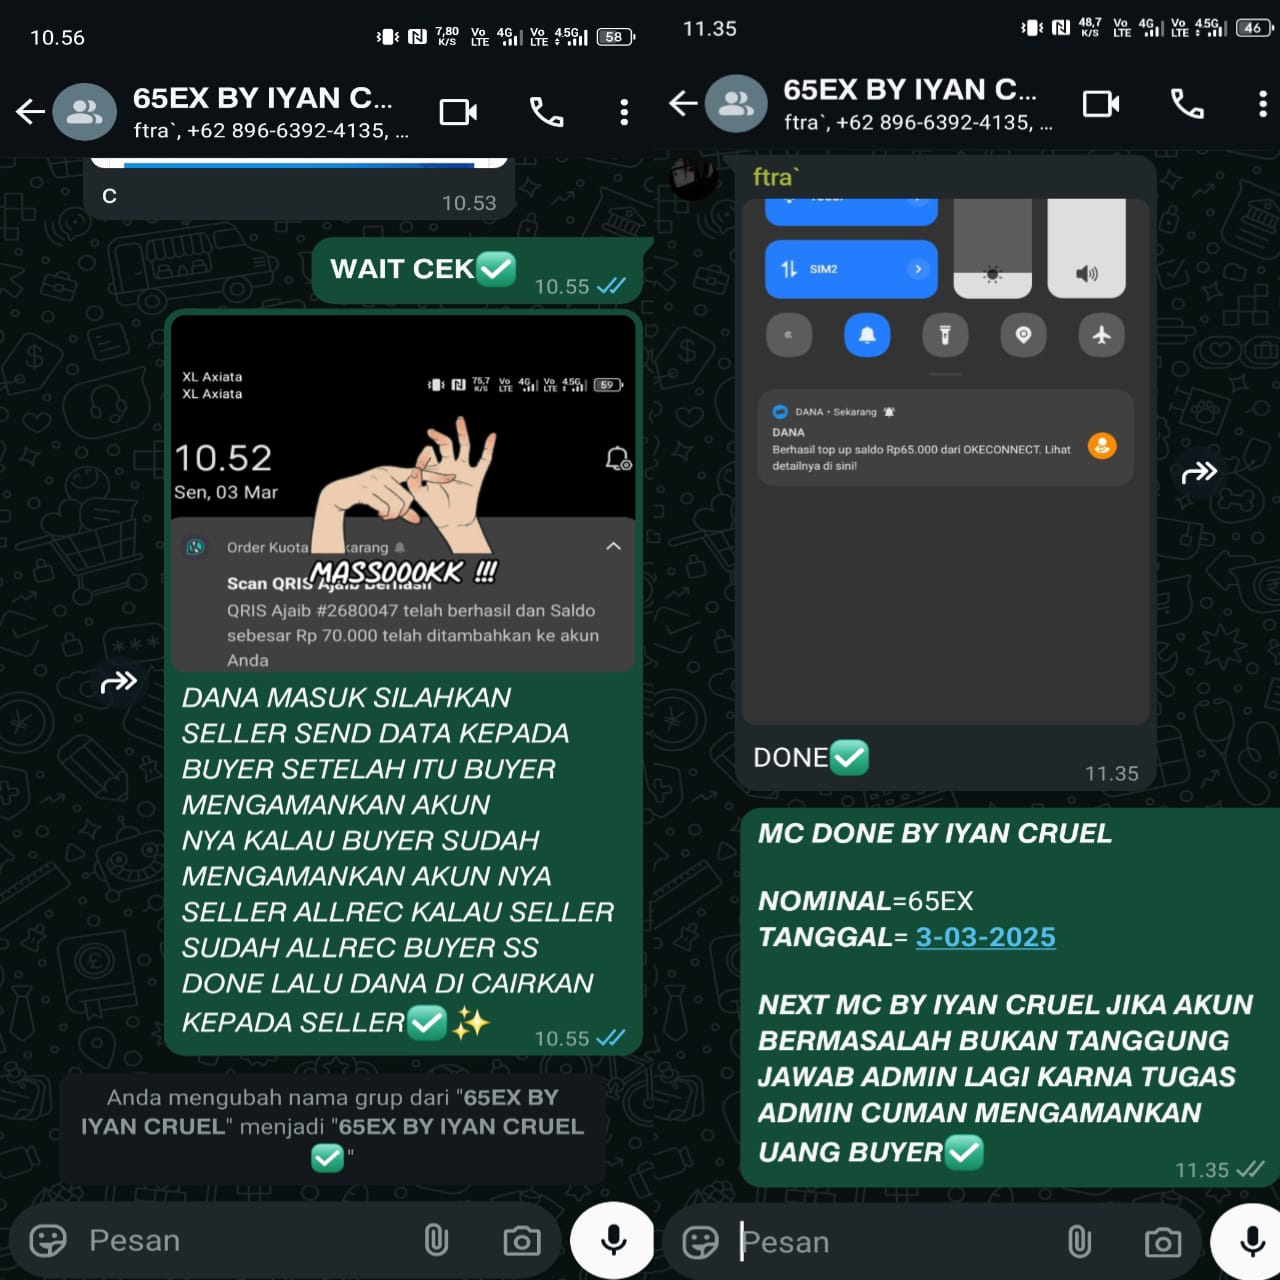 10.56
7,80 K/S Vo LTE 4G Vo LTE 4.5G 58
65EX BY IYAN C...
ftra`, +62 896-6392-4135, ...
C
10.53
WAIT CEK✅
10.55
XL Axiata
XL Axiata
75,7 K/S Vo LTE 4G Vo LTE 4.5G 59
10.52
Sen, 03 Mar
Order Kuota
MASSOOOKK !!!
Scan QRIS Ajaib Berhasil
QRIS Ajaib #2680047 telah berhasil dan Saldo
sebesar Rp 70.000 telah ditambahkan ke akun
Anda
DANA MASUK SILAHKAN
SELLER SEND DATA KEPADA
BUYER SETELAH ITU BUYER
MENGAMANKAN AKUN
NYA KALAU BUYER SUDAH
MENGAMANKAN AKUN NYA
SELLER ALLREC KALAU SELLER
SUDAH ALLREC BUYER SS
DONE LALU DANA DI CAIRKAN
KEPADA SELLER✅✨
10.55
Anda mengubah nama grup dari "65EX BY
IYAN CRUEL" menjadi "65EX BY IYAN CRUEL
✅"
Pesan
11.35
48,7 K/S Vo LTE 4G Vo LTE 4.5G 46
65EX BY IYAN C...
ftra`, +62 896-6392-4135, ...
ftra`
SIM2
DANA • Sekarang
DANA
Berhasil top up saldo Rp65.000 dari OKECONNECT. Lihat
detailnya di sini!
DONE✅
11.35
MC DONE BY IYAN CRUEL
NOMINAL=65EX
TANGGAL= 3-03-2025
NEXT MC BY IYAN CRUEL JIKA AKUN
BERMASALAH BUKAN TANGGUNG
JAWAB ADMIN LAGI KARNA TUGAS
ADMIN CUMAN MENGAMANKAN
UANG BUYER✅
11.35
Pesan